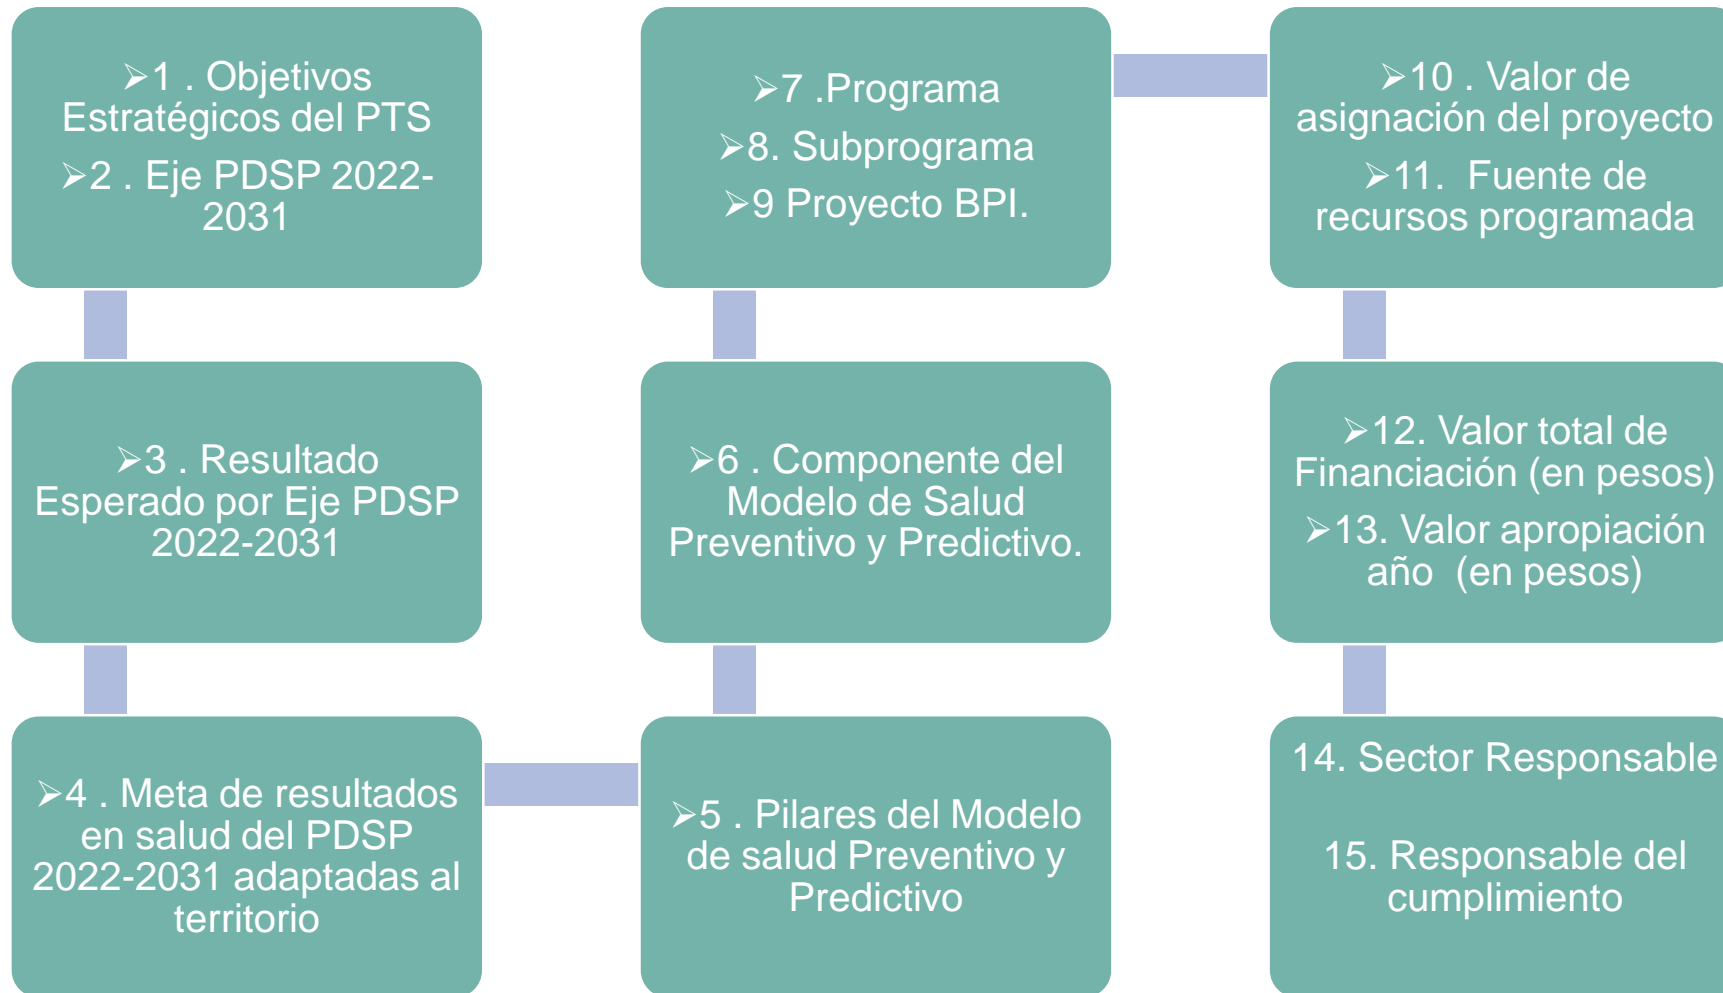 ➢1 . Objetivos
Estratégicos del PTS
➢2 . Eje PDSP 2022-
2031
➢3 . Resultado
Esperado por Eje PDSP
2022-2031
➢4 . Meta de resultados
en salud del PDSP
2022-2031 adaptadas al
territorio
➢5 . Pilares del Modelo
de salud Preventivo y
Predictivo
➢6 . Componente del
Modelo de Salud
Preventivo y Predictivo.
➢7 .Programa
➢8. Subprograma
➢9 Proyecto BPI.
➢10 . Valor de
asignación del proyecto
➢11. Fuente de
recursos programada
➢12. Valor total de
Financiación (en pesos)
➢13. Valor apropiación
año (en pesos)
14. Sector Responsable
15. Responsable del
cumplimiento